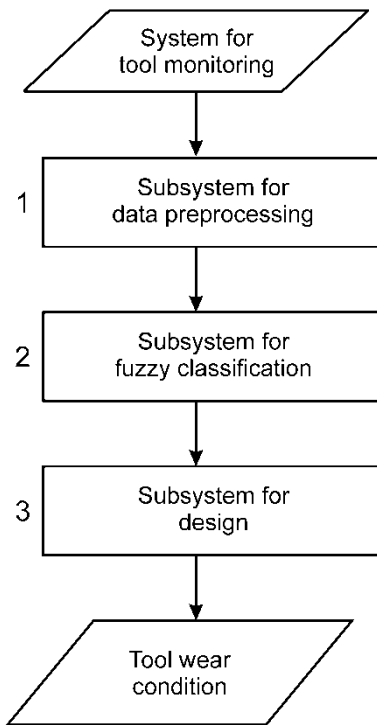 System for
tool monitoring
1
Subsystem for
data preprocessing
2
Subsystem for
fuzzy classification
3
Subsystem for
design
Tool wear
condition